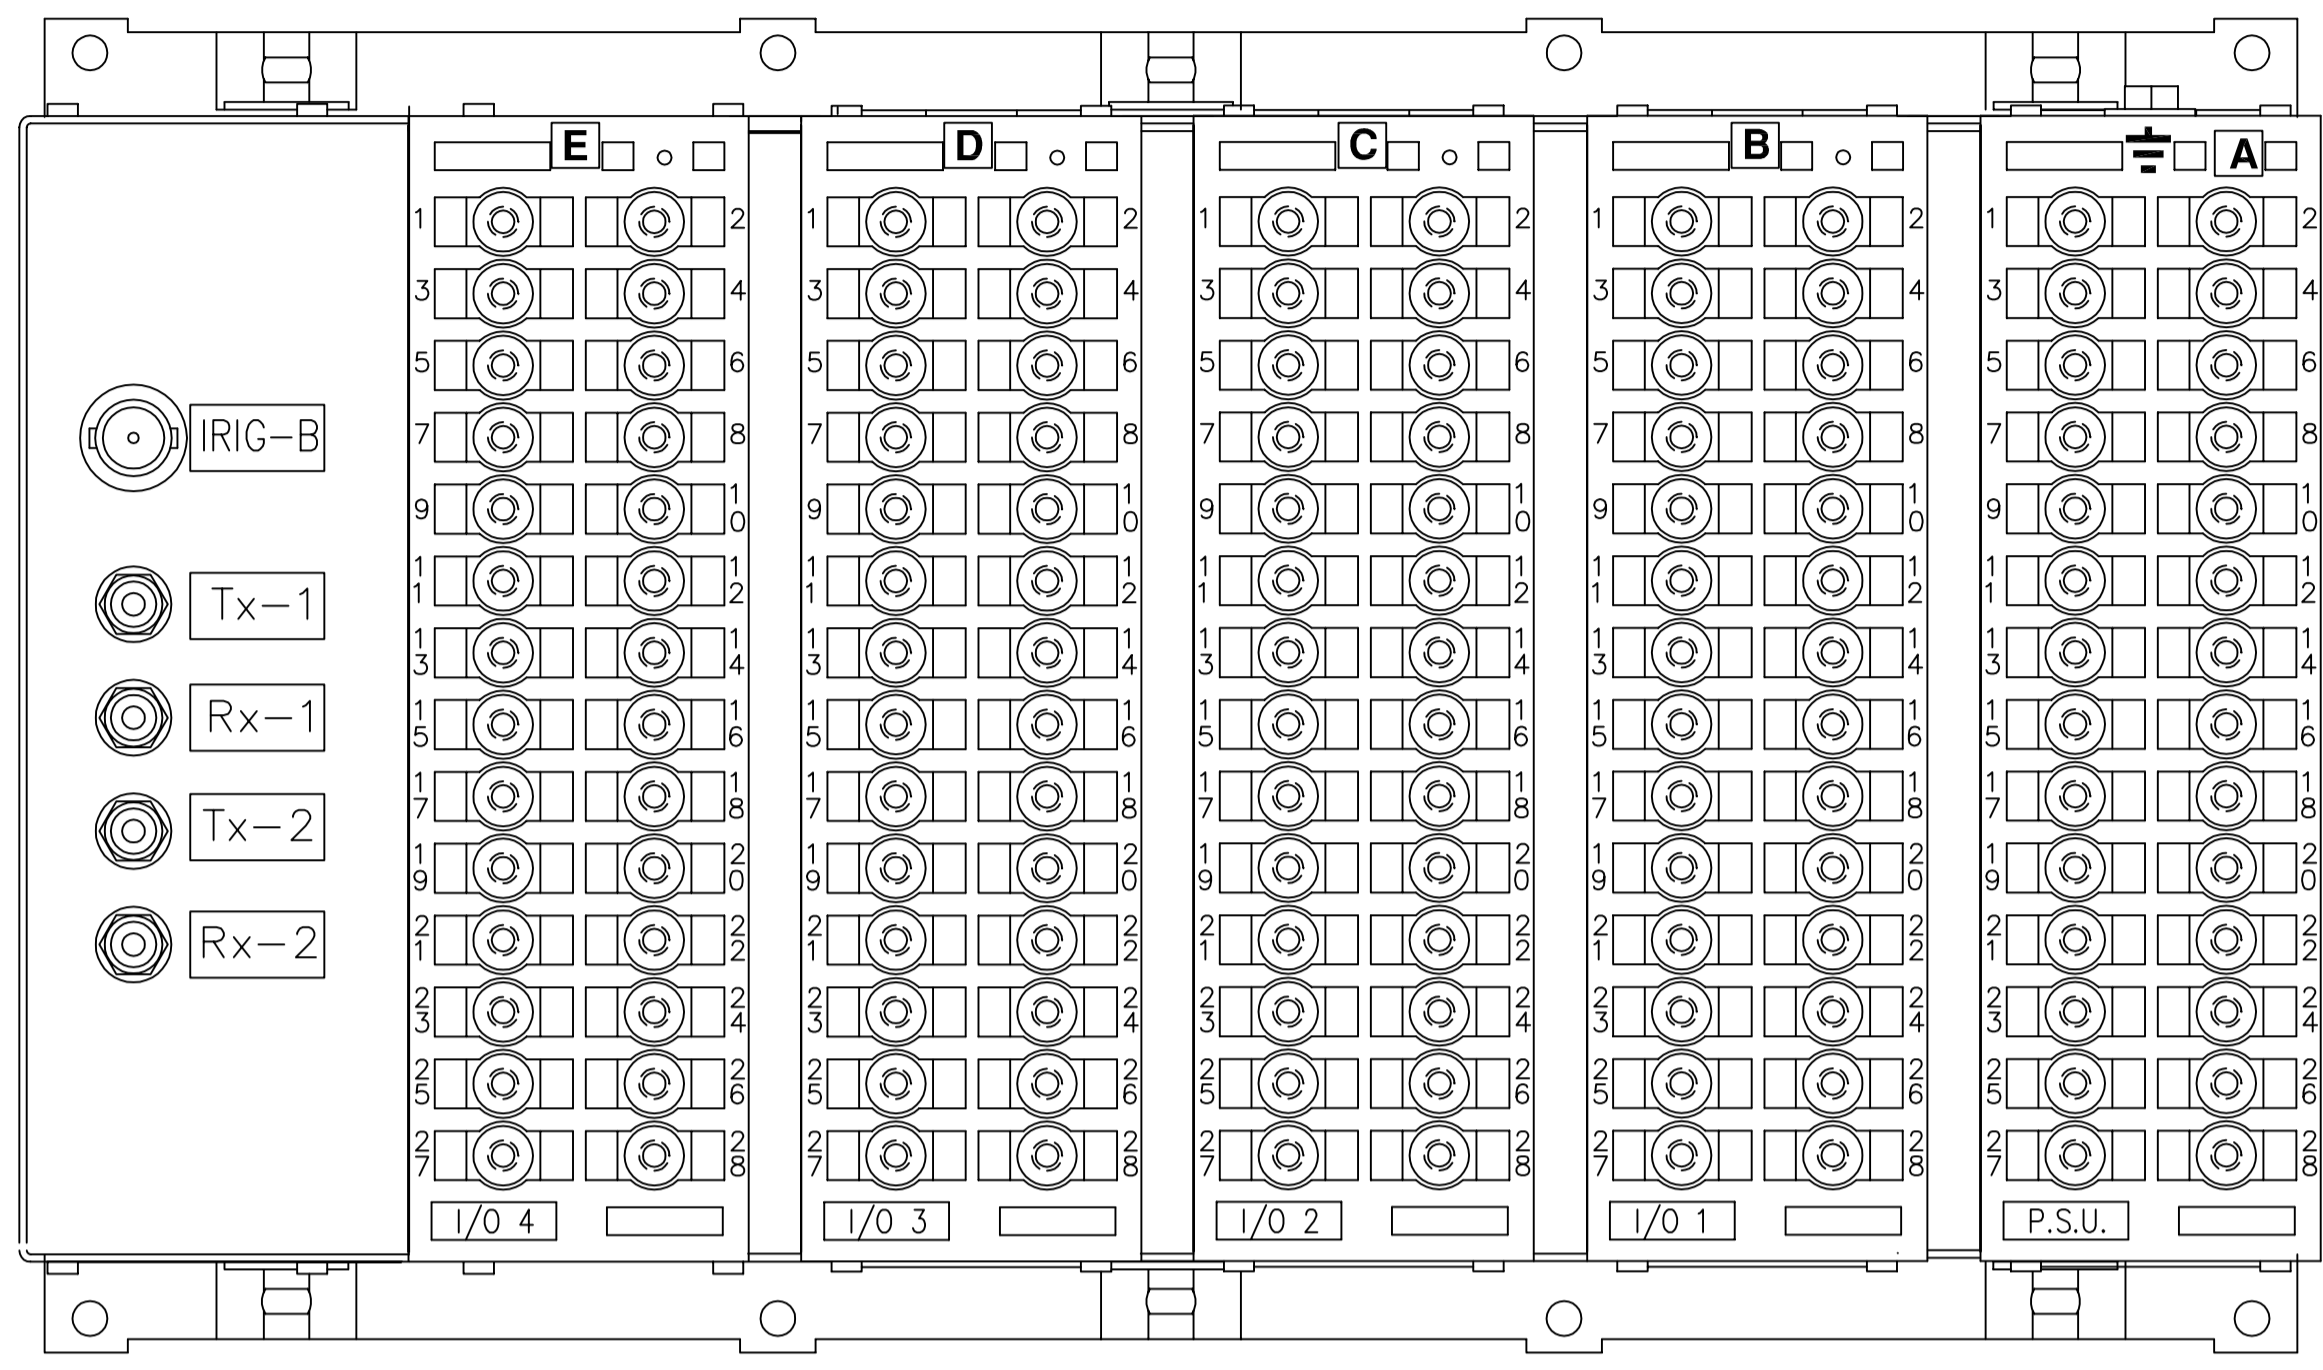 E D C B A
1 2 1 2 1 2 1 2 1 2
3 4 3 4 3 4 3 4 3 4
5 6 5 6 5 6 5 6 5 6
IRIG-B 7 8 7 8 7 8 7 8 7 8
9 10 9 10 9 10 9 10 9 10
Tx-1 11 12 11 12 11 12 11 12 11 12
13 14 13 14 13 14 13 14 13 14
Rx-1 15 16 15 16 15 16 15 16 15 16
17 18 17 18 17 18 17 18 17 18
Tx-2 19 20 19 20 19 20 19 20 19 20
Rx-2 21 22 21 22 21 22 21 22 21 22
23 24 23 24 23 24 23 24 23 24
25 26 25 26 25 26 25 26 25 26
27 28 27 28 27 28 27 28 27 28
I/O 4 I/O 3 I/O 2 I/O 1 P.S.U.